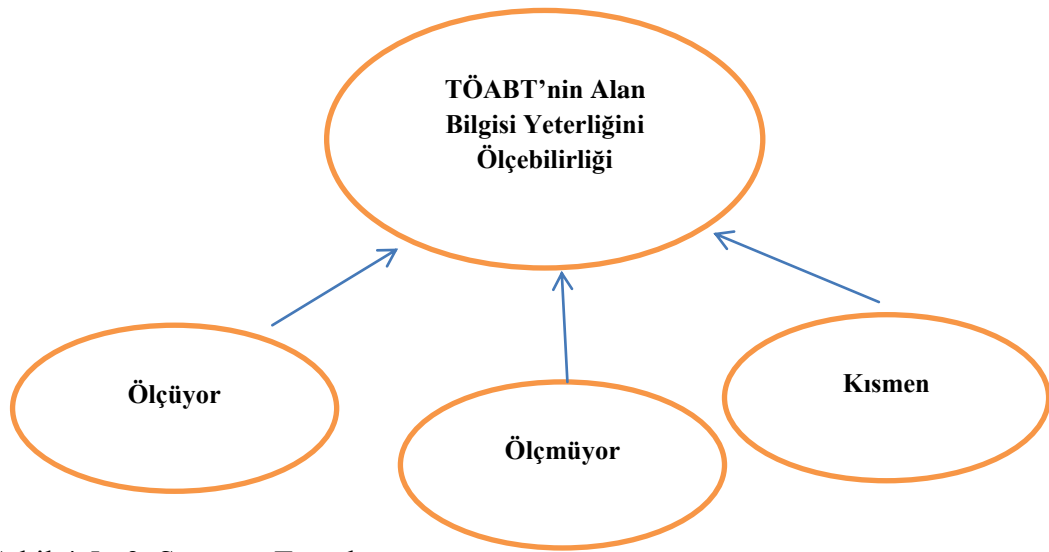 TÖABT’nin Alan
Bilgisi Yeterliğini
Ölçebilirliği
Ölçüyor
Ölçmüyor
Kısmen